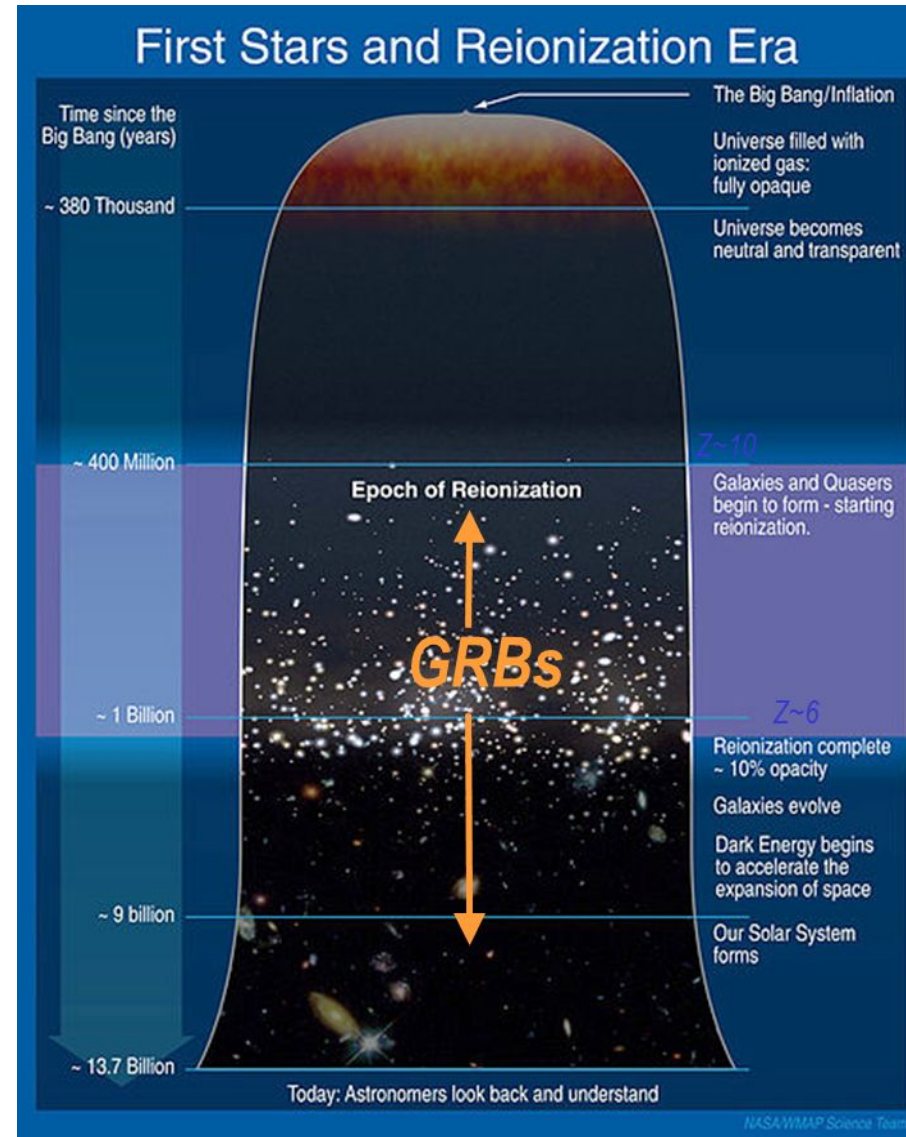 First Stars and Reionization Era
Time since the
Big Bang (years)
The Big Bang/Inflation
Universe filled with
ionized gas:
fully opaque
~ 380 Thousand
Universe becomes
neutral and transparent
Z~10
~ 400 Million
Epoch of Reionization
Galaxies and Quasers
begin to form - starting
reionization.
GRBs
~ 1 Billion
Z~6
Reionization complete
~ 10% opacity
Galaxies evolve
Dark Energy begins
to accelerate the
expansion of space
~ 9 billion
Our Solar System
forms
~ 13.7 Billion
Today: Astronomers look back and understand
NASA/WMAP Science Team